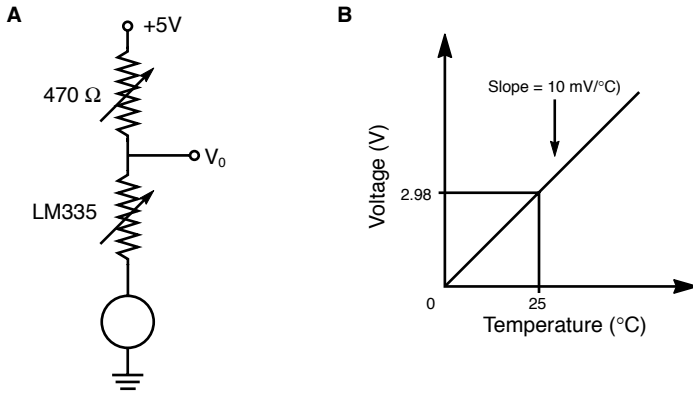 A
+5V
470 Ω
V₀
LM335
B
Slope = 10 mV/°C)
Voltage (V)
2.98
0
25
Temperature (°C)